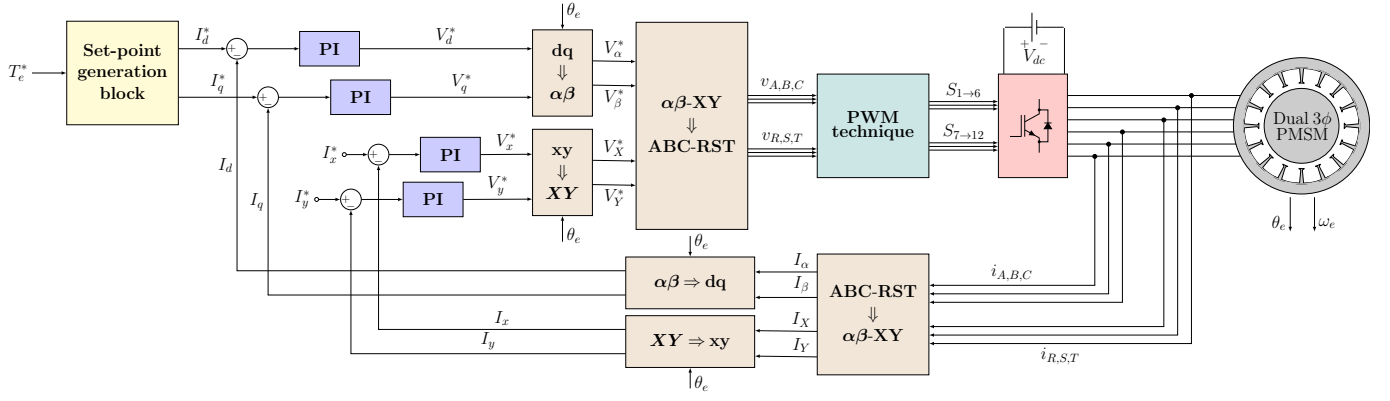 T_e^*
Set-point
generation
block
I_d^*
I_q^*
+
−
+
−
PI
PI
V_d^*
V_q^*
θ_e
dq
⇓
αβ
V_α^*
V_β^*
I_x^*
I_y^*
+
−
+
−
PI
PI
V_x^*
V_y^*
xy
⇓
XY
θ_e
V_X^*
V_Y^*
αβ-XY
⇓
ABC-RST
v_{A,B,C}
v_{R,S,T}
PWM
technique
S_{1→6}
S_{7→12}
+ −
V_{dc}
Dual 3ϕ
PMSM
θ_e
ω_e
I_d
I_q
θ_e
αβ ⇒ dq
I_α
I_β
ABC-RST
⇓
αβ-XY
i_{A,B,C}
i_{R,S,T}
I_x
I_y
XY ⇒ xy
I_X
I_Y
θ_e